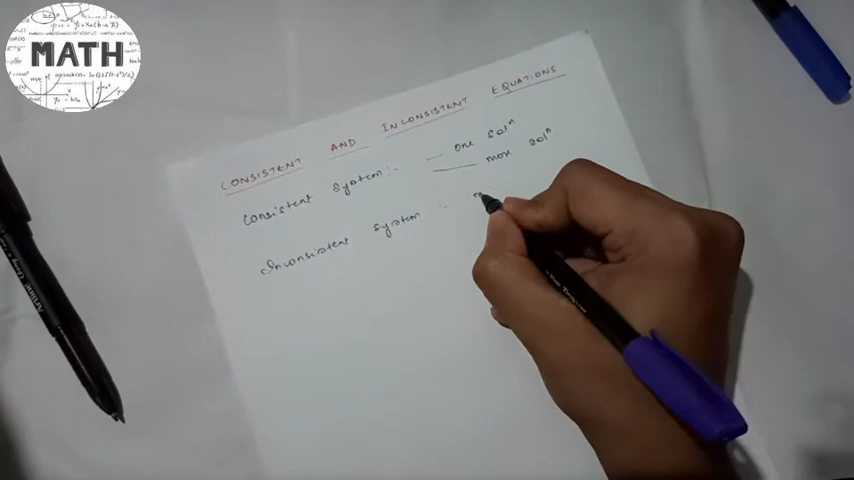 MATH
CONSISTENT AND INCONSISTENT EQUATIONS
Consistent System :- — one solⁿ
—— more solⁿ
Inconsistent System :-